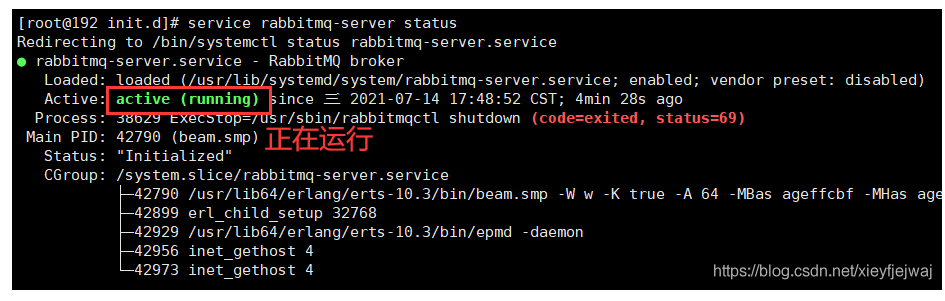 [root@192 init.d]# service rabbitmq-server status
Redirecting to /bin/systemctl status rabbitmq-server.service
● rabbitmq-server.service - RabbitMQ broker
Loaded: loaded (/usr/lib/systemd/system/rabbitmq-server.service; enabled; vendor preset: disabled)
Active: active (running) since 三 2021-07-14 17:48:52 CST; 4min 28s ago
Process: 38629 ExecStop=/usr/sbin/rabbitmqctl shutdown (code=exited, status=69)
Main PID: 42790 (beam.smp) 正在运行
Status: "Initialized"
CGroup: /system.slice/rabbitmq-server.service
├─42790 /usr/lib64/erlang/erts-10.3/bin/beam.smp -W w -K true -A 64 -MBas ageffcbf -MHas age
├─42899 erl_child_setup 32768
├─42929 /usr/lib64/erlang/erts-10.3/bin/epmd -daemon
├─42956 inet_gethost 4
└─42973 inet_gethost 4
https://blog.csdn.net/xieyfjejwaj